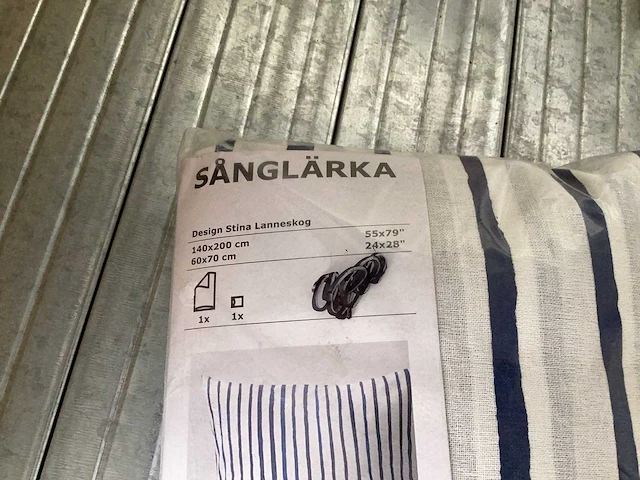 SÅNGLÄRKA
Design Stina Lanneskog
140x200 cm 55x79"
60x70 cm 24x28"
1x 1x